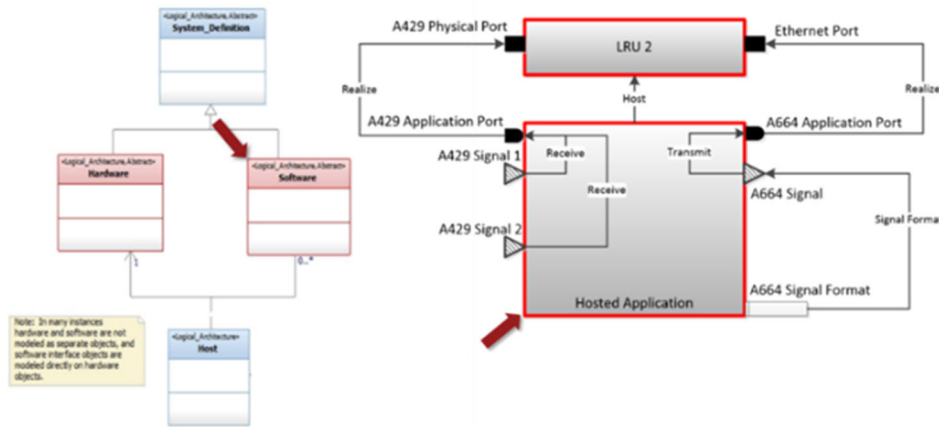 <Logical_Architecture,Abstract>
System_Definition
<Logical_Architecture,Abstract>
Hardware
<Logical_Architecture,Abstract>
Software
1
0..*
Note: In many instances
hardware and software are not
modeled as separate objects, and
software interface objects are
modeled directly on hardware
objects.
<Logical_Architecture>
Host
A429 Physical Port
LRU 2
Ethernet Port
Realize
Host
Realize
A429 Application Port
A664 Application Port
A429 Signal 1
Receive
Transmit
Receive
A664 Signal
Signal Format
A429 Signal 2
A664 Signal Format
Hosted Application